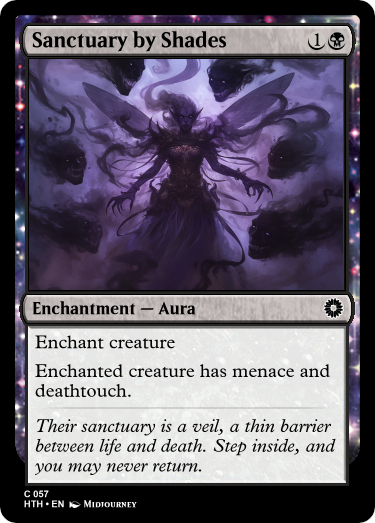 Sanctuary by Shades 1
Enchantment — Aura
Enchant creature
Enchanted creature has menace and
deathtouch.
Their sanctuary is a veil, a thin barrier
between life and death. Step inside, and
you may never return.
C 057
HTH • EN Midjourney